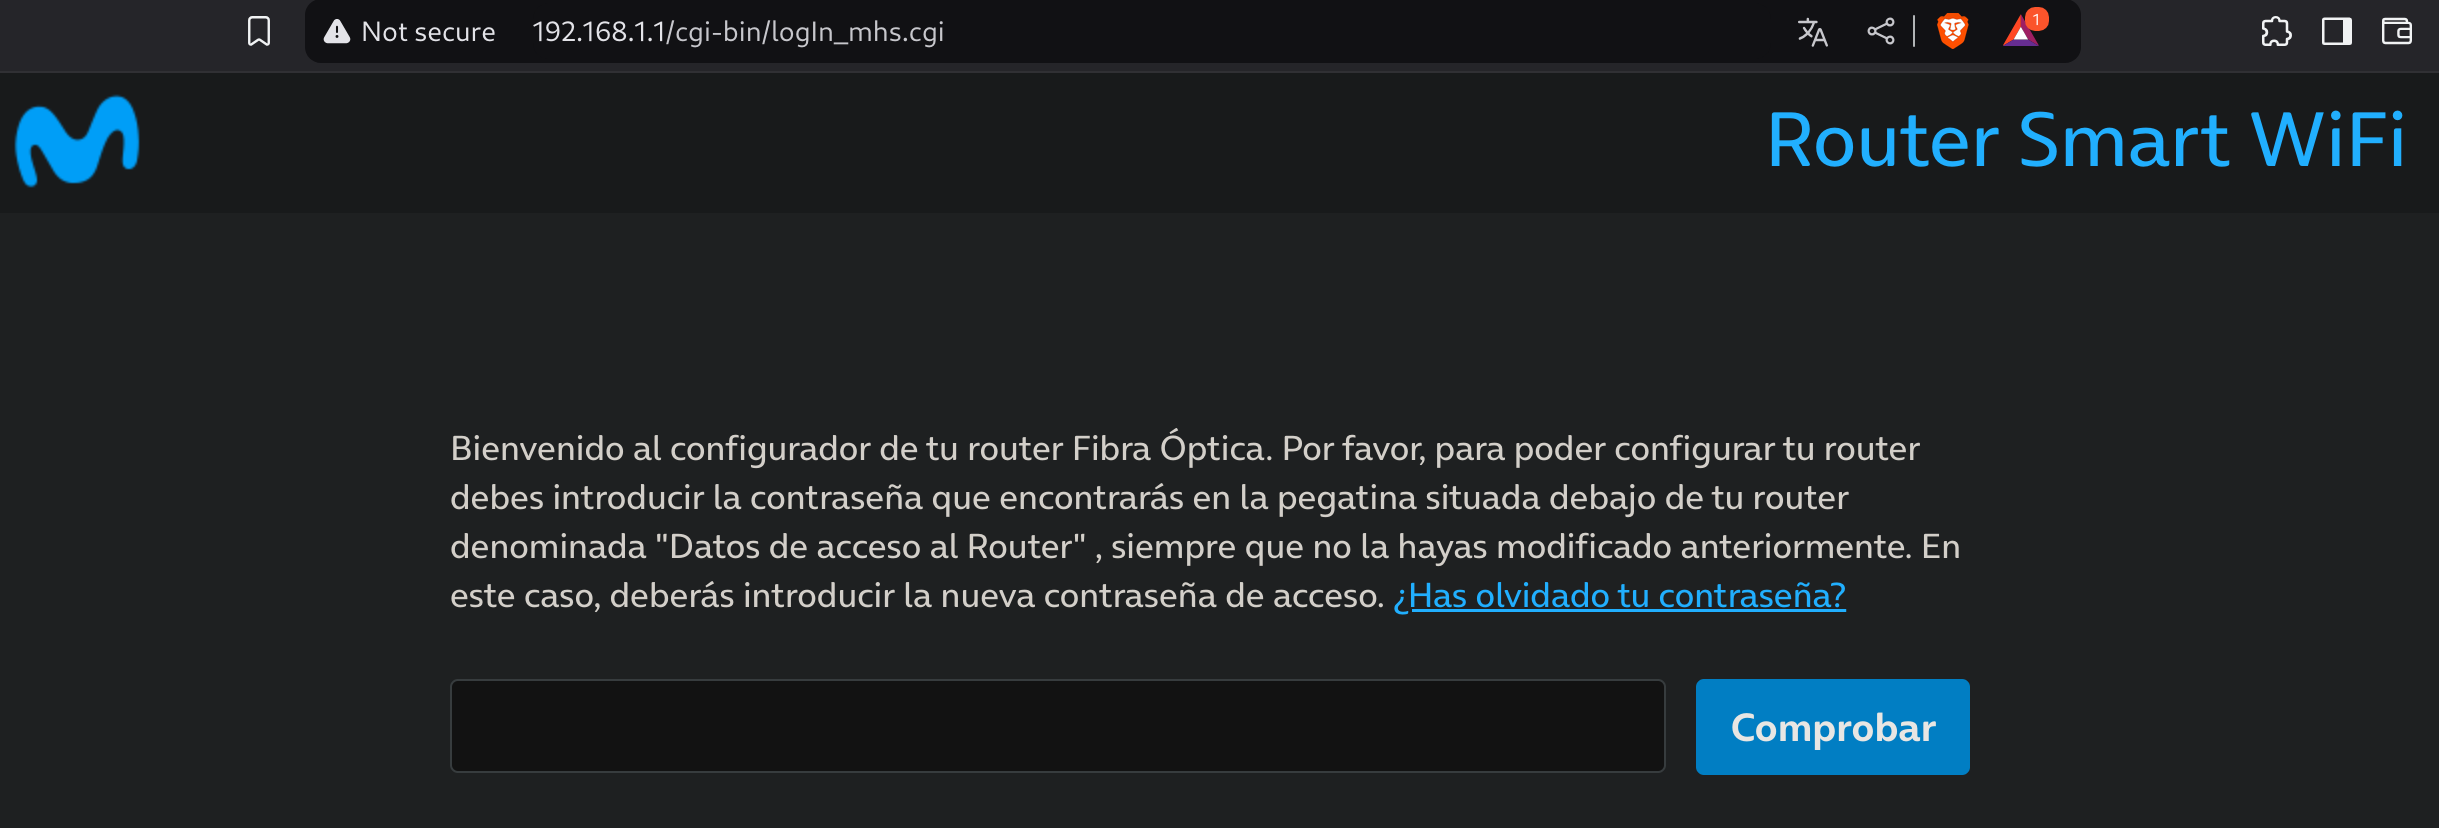 Not secure 192.168.1.1/cgi-bin/logIn_mhs.cgi 1
Router Smart WiFi
Bienvenido al configurador de tu router Fibra Óptica. Por favor, para poder configurar tu router
debes introducir la contraseña que encontrarás en la pegatina situada debajo de tu router
denominada "Datos de acceso al Router" , siempre que no la hayas modificado anteriormente. En
este caso, deberás introducir la nueva contraseña de acceso. ¿Has olvidado tu contraseña?
Comprobar